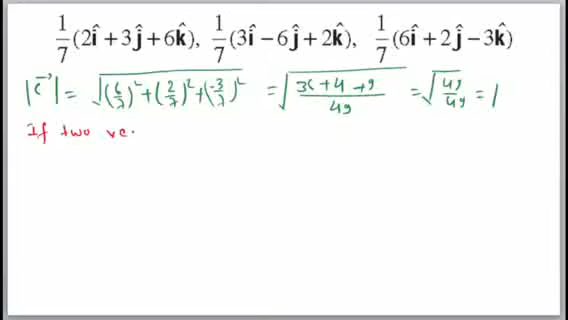 1/7(2î + 3ĵ + 6k̂), 1/7(3î − 6ĵ + 2k̂), 1/7(6î + 2ĵ − 3k̂)
|c⃗| = √((6/7)² + (2/7)² + (-3/7)²) = √((36 + 4 + 9)/49) = √(49/49) = 1
If two ve